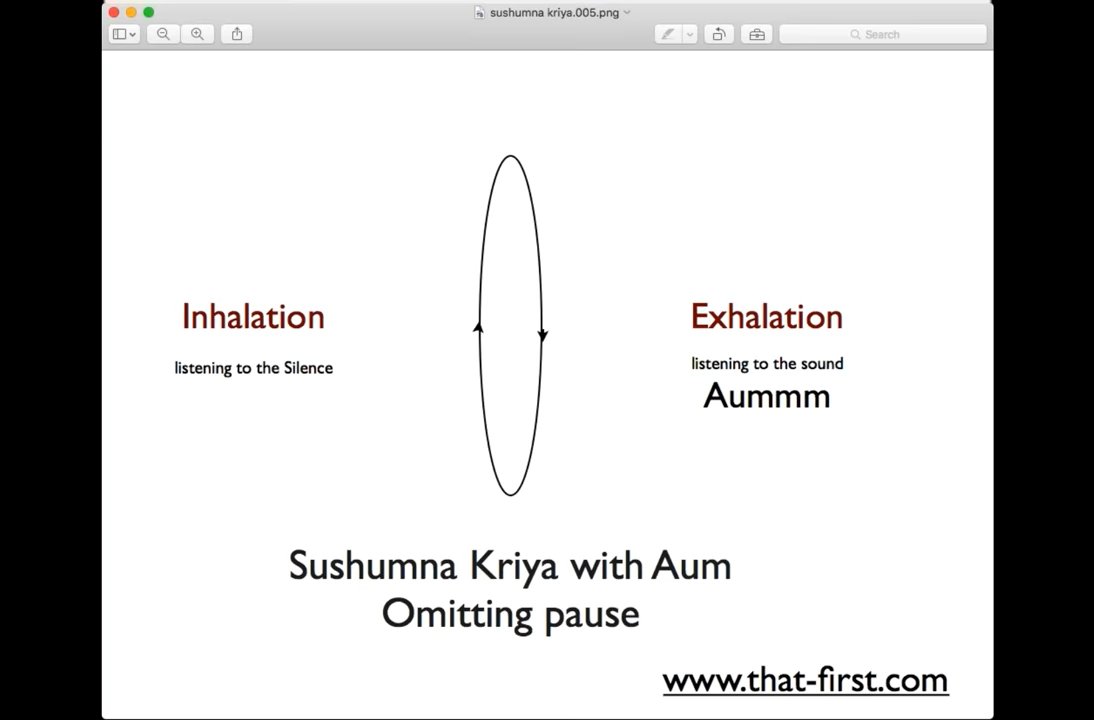 sushumna kriya.005.png
Search
Inhalation
listening to the Silence
Exhalation
listening to the sound
Aummm
Sushumna Kriya with Aum
Omitting pause
www.that-first.com